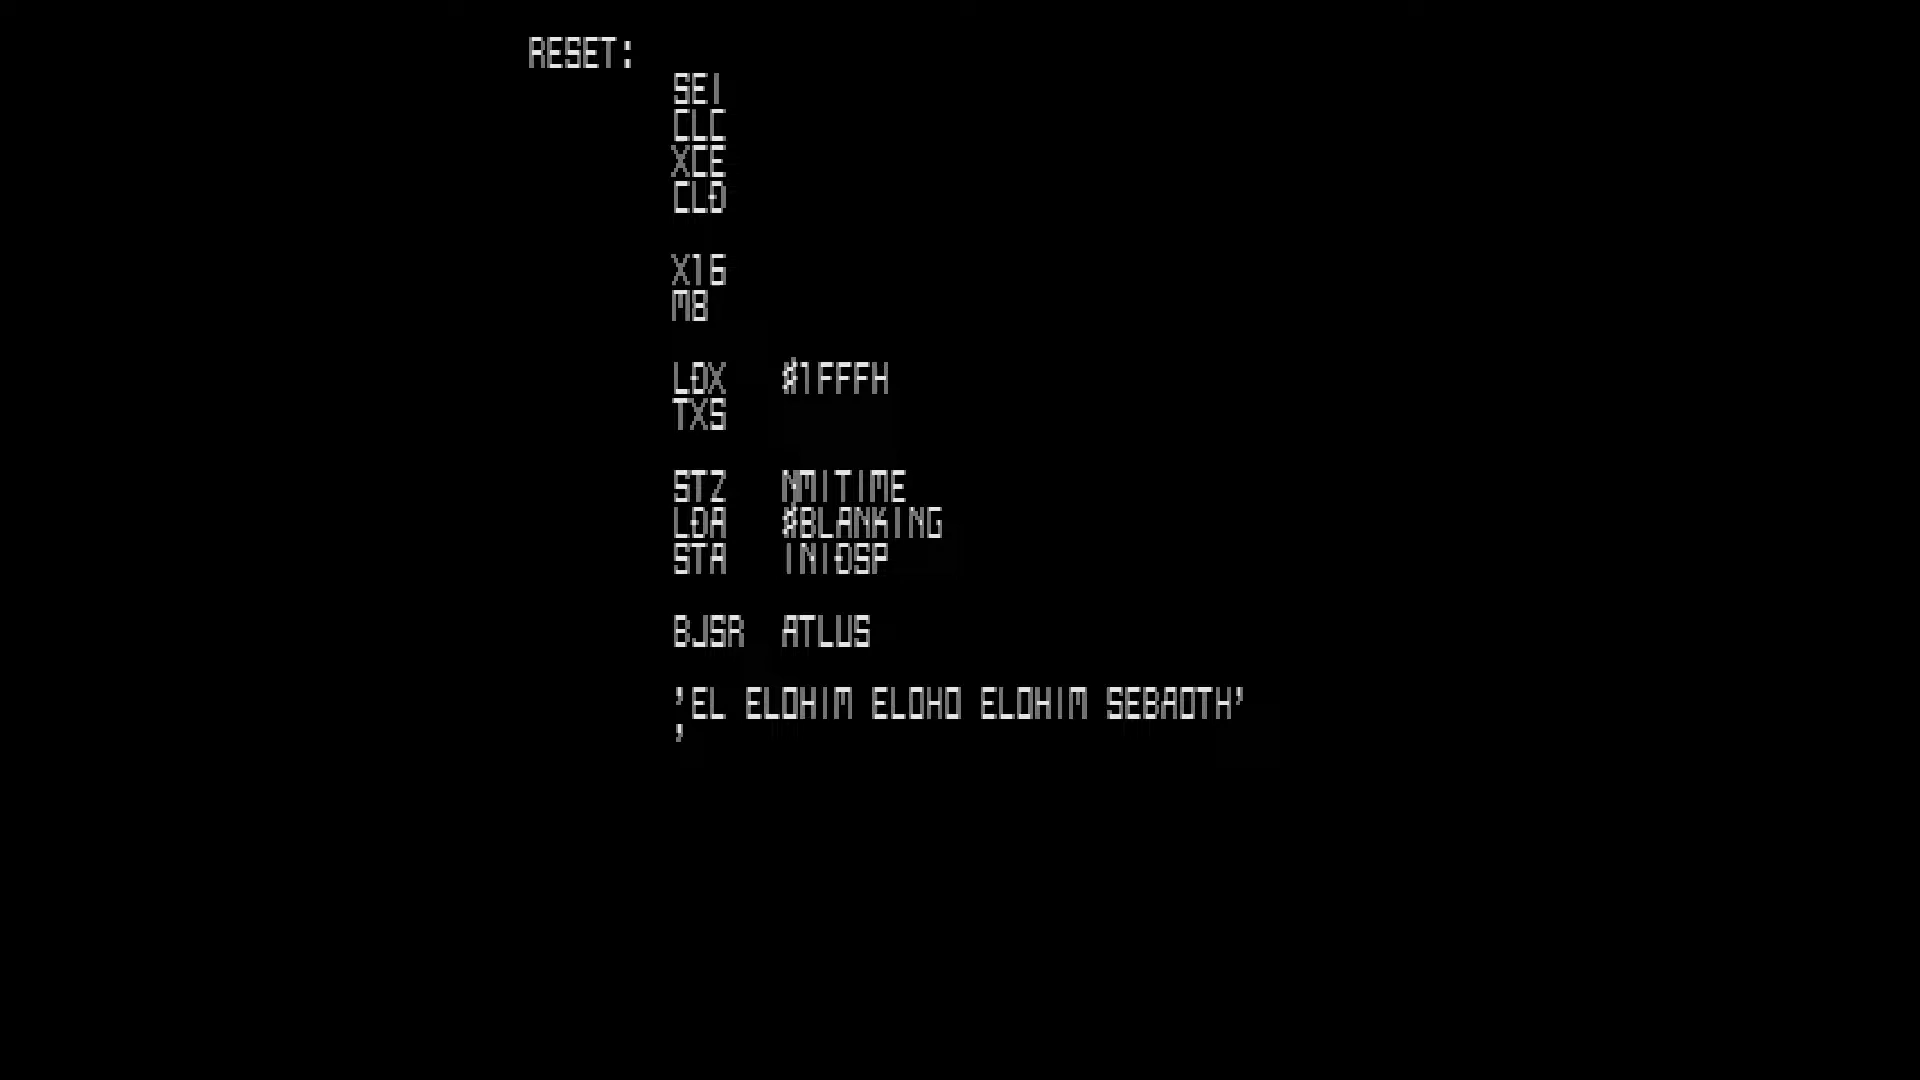 RESET:
SEI
CLC
XCE
CLD
X16
M8
LDX #1FFFH
TXS
STZ NMITIME
LDA #BLANKING
STA INIDSP
BJSR ATLUS
'EL ELOHIM ELOHO ELOHIM SEBAOTH'
,